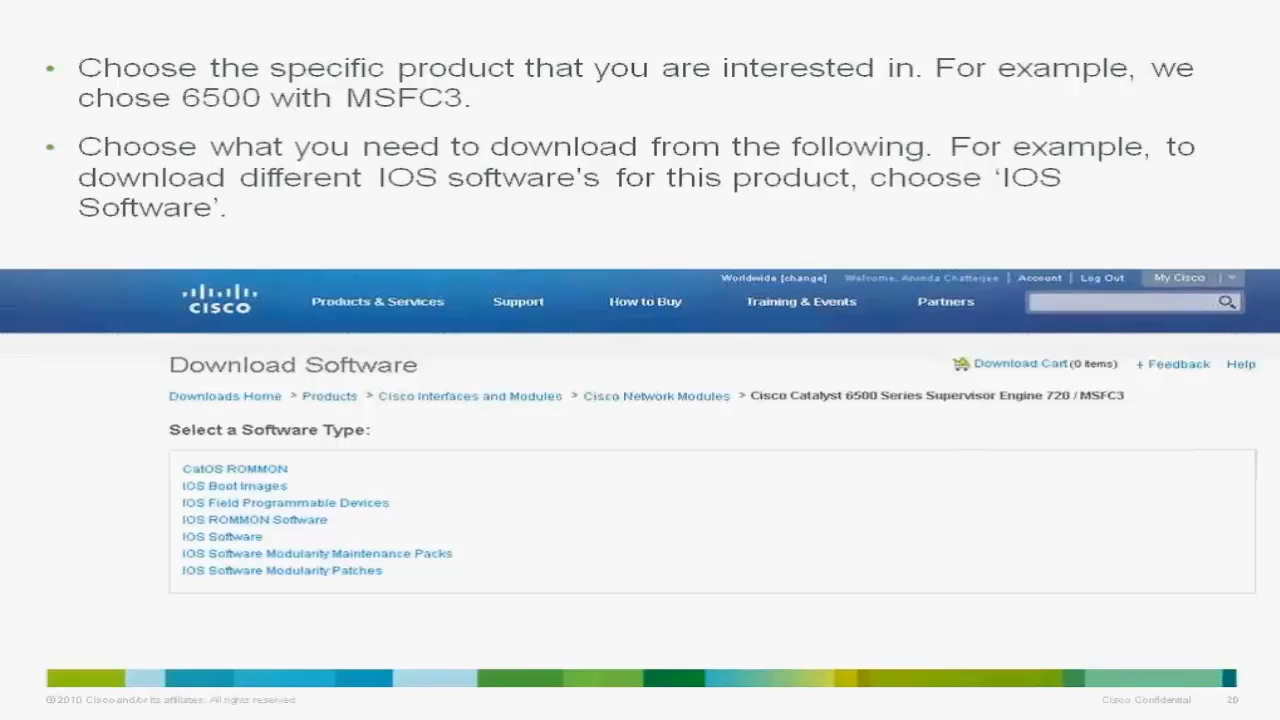 • Choose the specific product that you are interested in. For example, we
chose 6500 with MSFC3.
• Choose what you need to download from the following. For example, to
download different IOS software's for this product, choose ‘IOS
Software’.
Worldwide [change] Welcome, Ananda Chatterjee | Account | Log Out My Cisco
CISCO Products & Services Support How to Buy Training & Events Partners
Download Software
Download Cart (0 items) + Feedback Help
Downloads Home > Products > Cisco Interfaces and Modules > Cisco Network Modules > Cisco Catalyst 6500 Series Supervisor Engine 720 / MSFC3
Select a Software Type:
CatOS ROMMON
IOS Boot Images
IOS Field Programmable Devices
IOS ROMMON Software
IOS Software
IOS Software Modularity Maintenance Packs
IOS Software Modularity Patches
©2010 Cisco and/or its affiliates. All rights reserved. Cisco Confidential 20